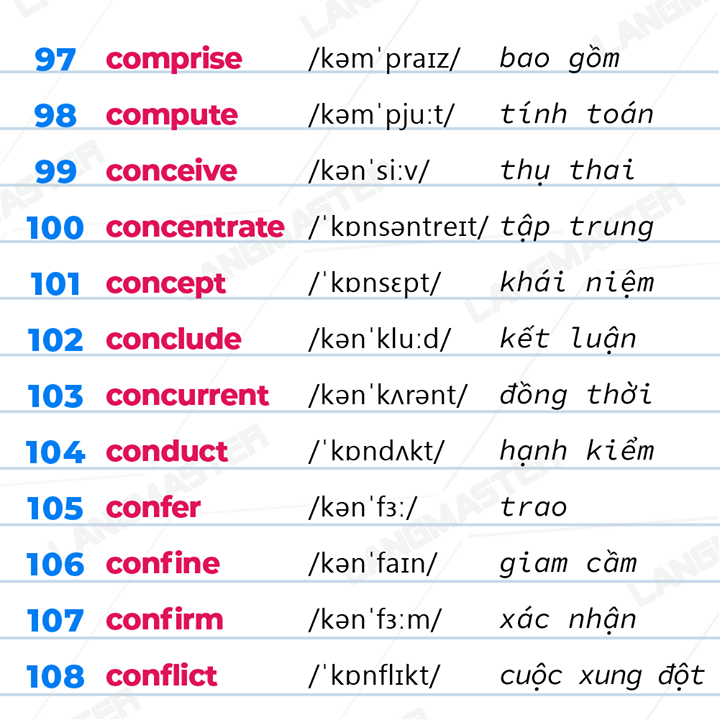 97 comprise /kəmˈpraɪz/ bao gồm
98 compute /kəmˈpjuːt/ tính toán
99 conceive /kənˈsiːv/ thụ thai
100 concentrate /ˈkɒnsəntreɪt/ tập trung
101 concept /ˈkɒnsɛpt/ khái niệm
102 conclude /kənˈkluːd/ kết luận
103 concurrent /kənˈkʌrənt/ đồng thời
104 conduct /ˈkɒndʌkt/ hạnh kiểm
105 confer /kənˈfɜː/ trao
106 confine /kənˈfaɪn/ giam cầm
107 confirm /kənˈfɜːm/ xác nhận
108 conflict /ˈkɒnflɪkt/ cuộc xung đột